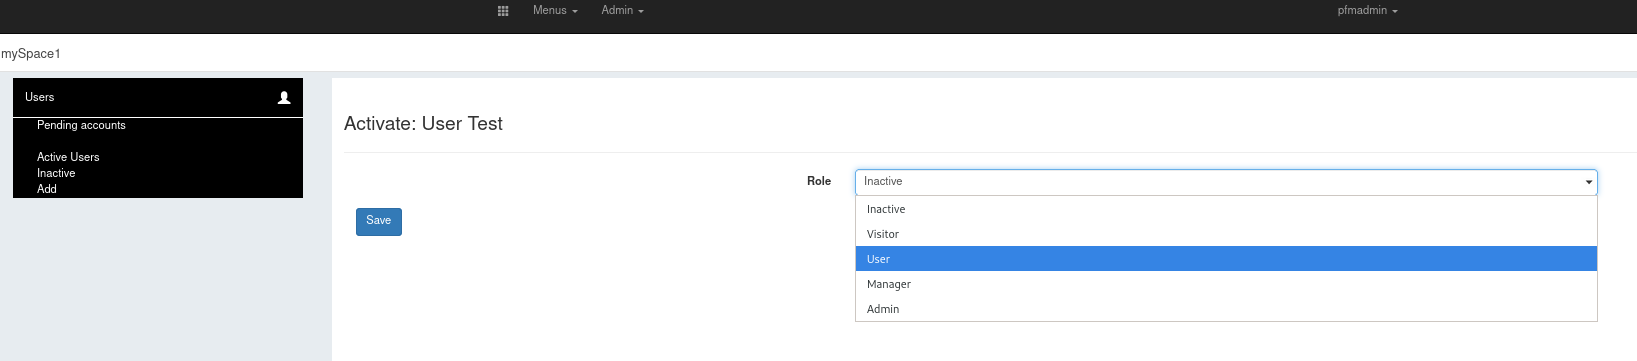 Menus Admin pfmadmin
mySpace1
Users
Pending accounts
Active Users
Inactive
Add
Activate: User Test
Role Inactive
Inactive
Visitor
User
Manager
Admin
Save